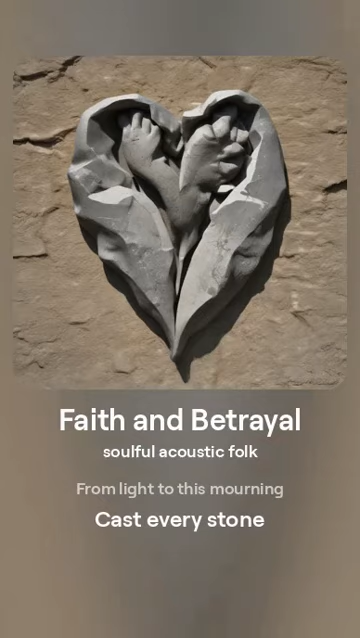 Faith and Betrayal
soulful acoustic folk
From light to this mourning
Cast every stone